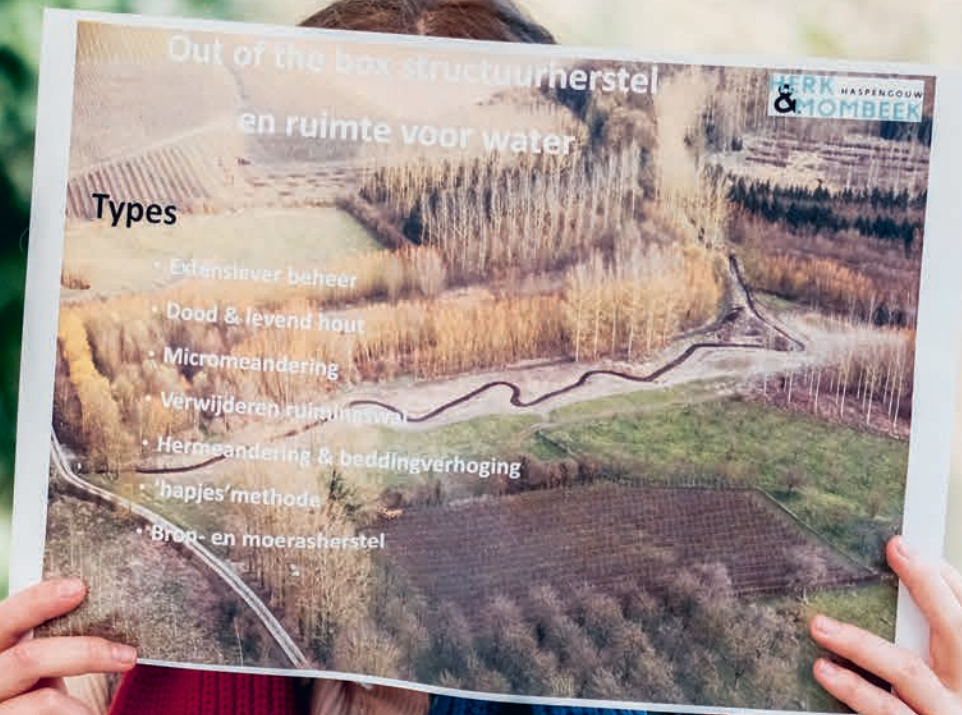 Out of the box structuurherstel
en ruimte voor water
HERK HASPENGOUW
& MOMBEEK
Types
• Extensiever beheer
• Dood & levend hout
• Micromeandering
• Verwijderen ruimingswal
• Hermeandering & beddingverhoging
• ‘hapjes’methode
• Bron- en moerasherstel